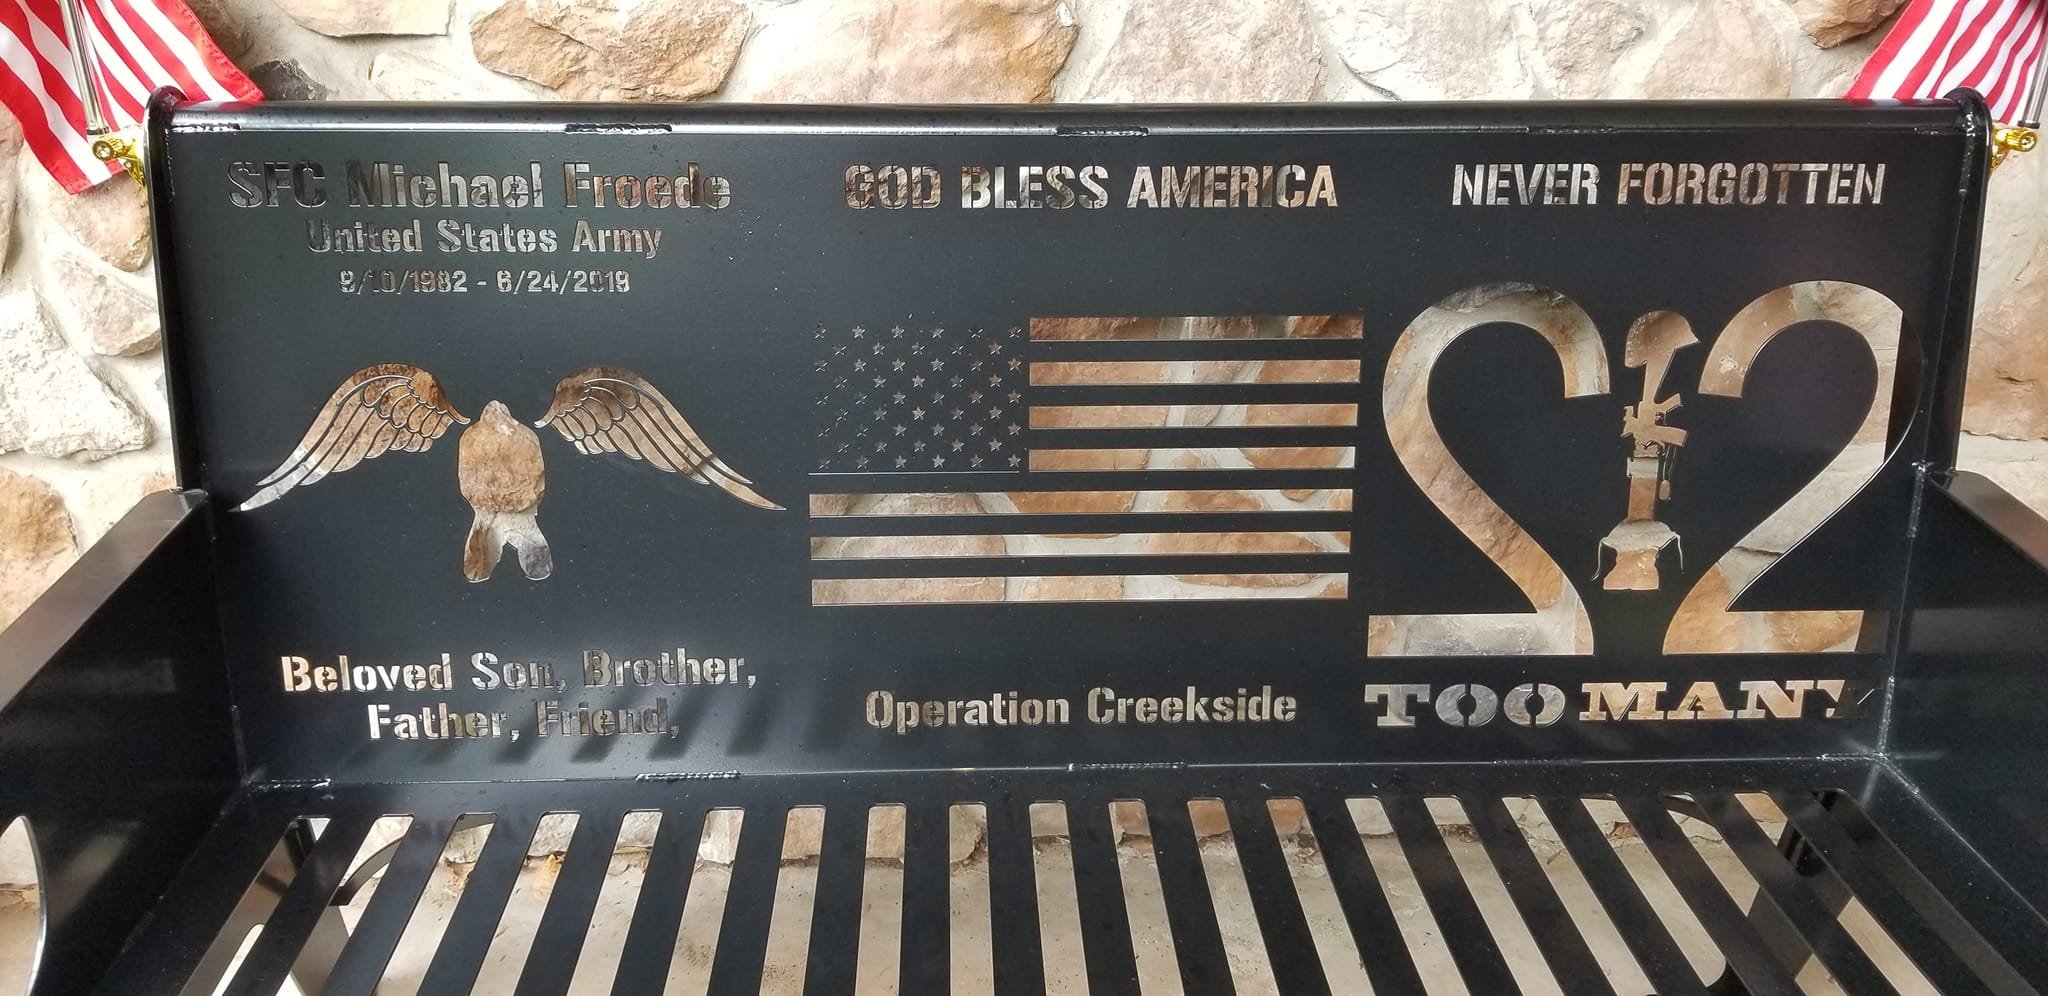 SFC Michael Froede
United States Army
9/10/1982 - 6/24/2019
Beloved Son, Brother,
Father, Friend,
GOD BLESS AMERICA
Operation Creekside
NEVER FORGOTTEN
22
TOO MANY